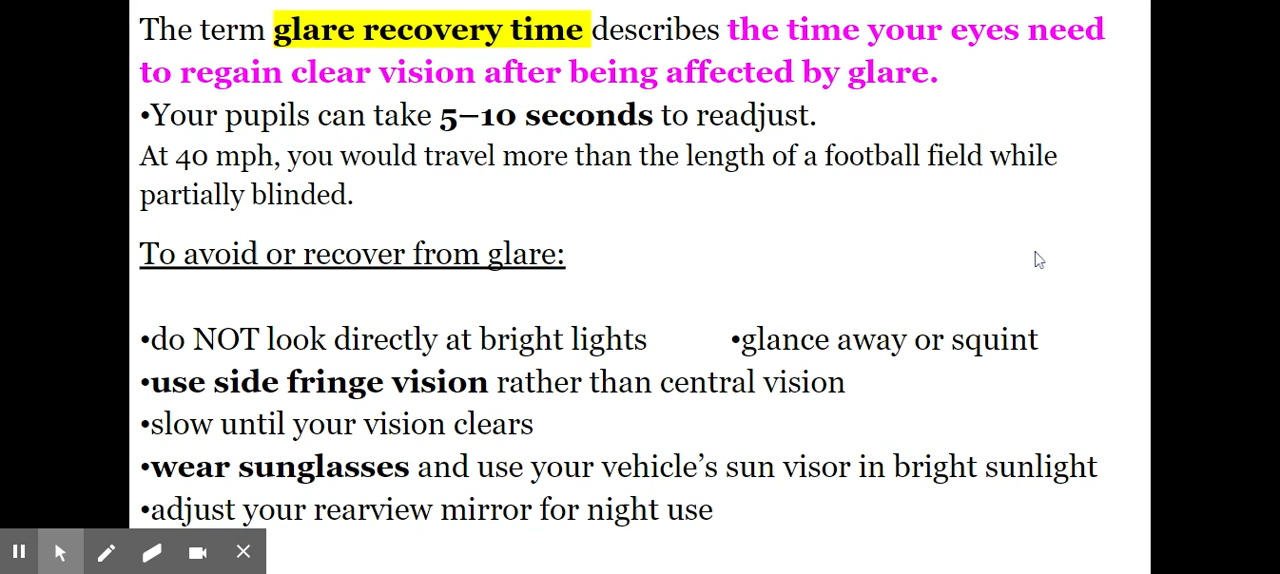 The term glare recovery time describes the time your eyes need
to regain clear vision after being affected by glare.
•Your pupils can take 5–10 seconds to readjust.
At 40 mph, you would travel more than the length of a football field while
partially blinded.
To avoid or recover from glare:
•do NOT look directly at bright lights •glance away or squint
•use side fringe vision rather than central vision
•slow until your vision clears
•wear sunglasses and use your vehicle’s sun visor in bright sunlight
•adjust your rearview mirror for night use